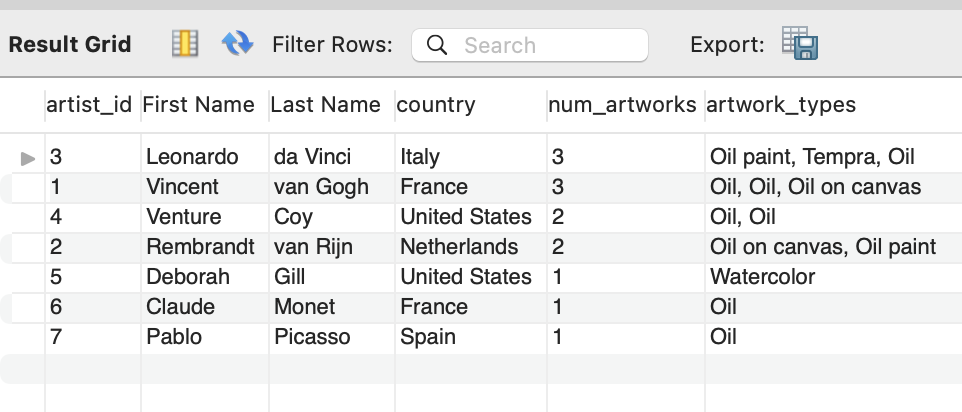 Result Grid Filter Rows: Search Export:
artist_id First Name Last Name country num_artworks artwork_types
3 Leonardo da Vinci Italy 3 Oil paint, Tempra, Oil
1 Vincent van Gogh France 3 Oil, Oil, Oil on canvas
4 Venture Coy United States 2 Oil, Oil
2 Rembrandt van Rijn Netherlands 2 Oil on canvas, Oil paint
5 Deborah Gill United States 1 Watercolor
6 Claude Monet France 1 Oil
7 Pablo Picasso Spain 1 Oil